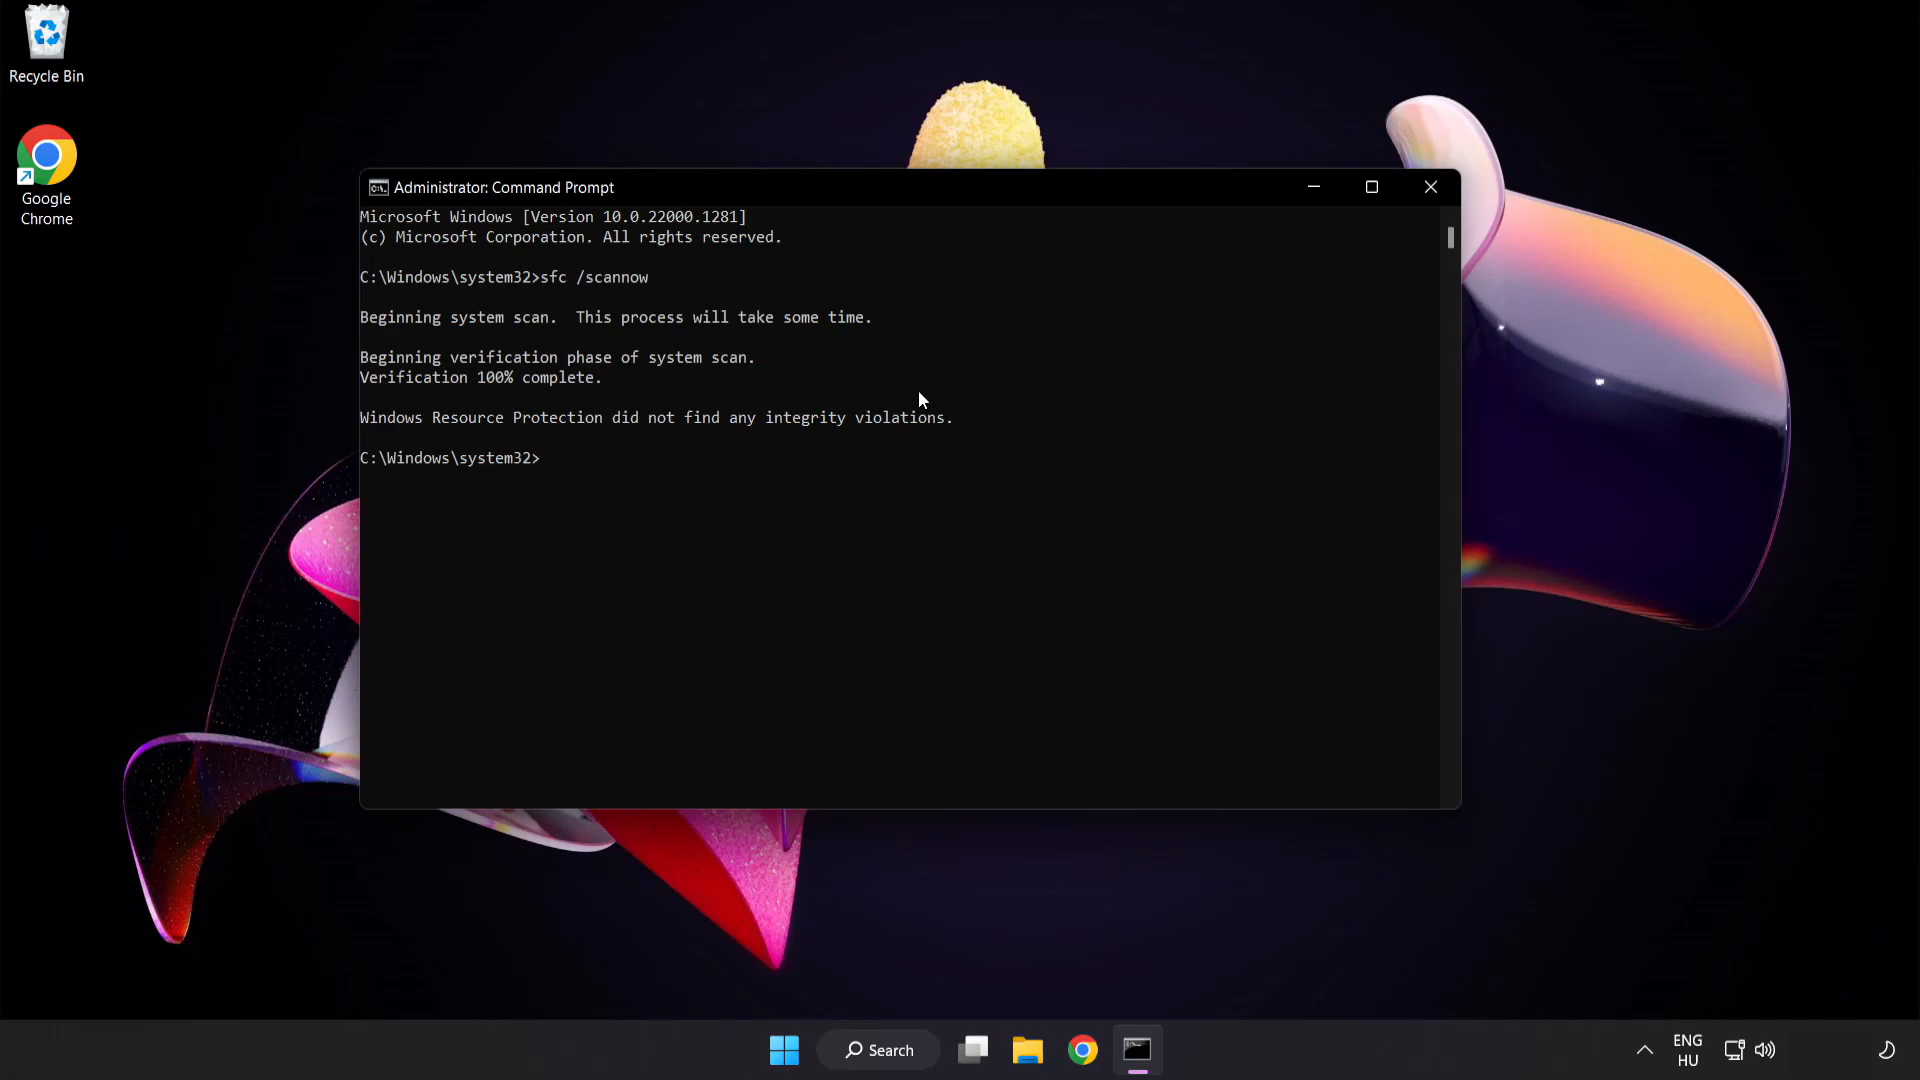 Recycle Bin
Google
Chrome
Administrator: Command Prompt
Microsoft Windows [Version 10.0.22000.1281]
(c) Microsoft Corporation. All rights reserved.
C:\Windows\system32>sfc /scannow
Beginning system scan.  This process will take some time.
Beginning verification phase of system scan.
Verification 100% complete.
Windows Resource Protection did not find any integrity violations.
C:\Windows\system32>
Search
ENG
HU